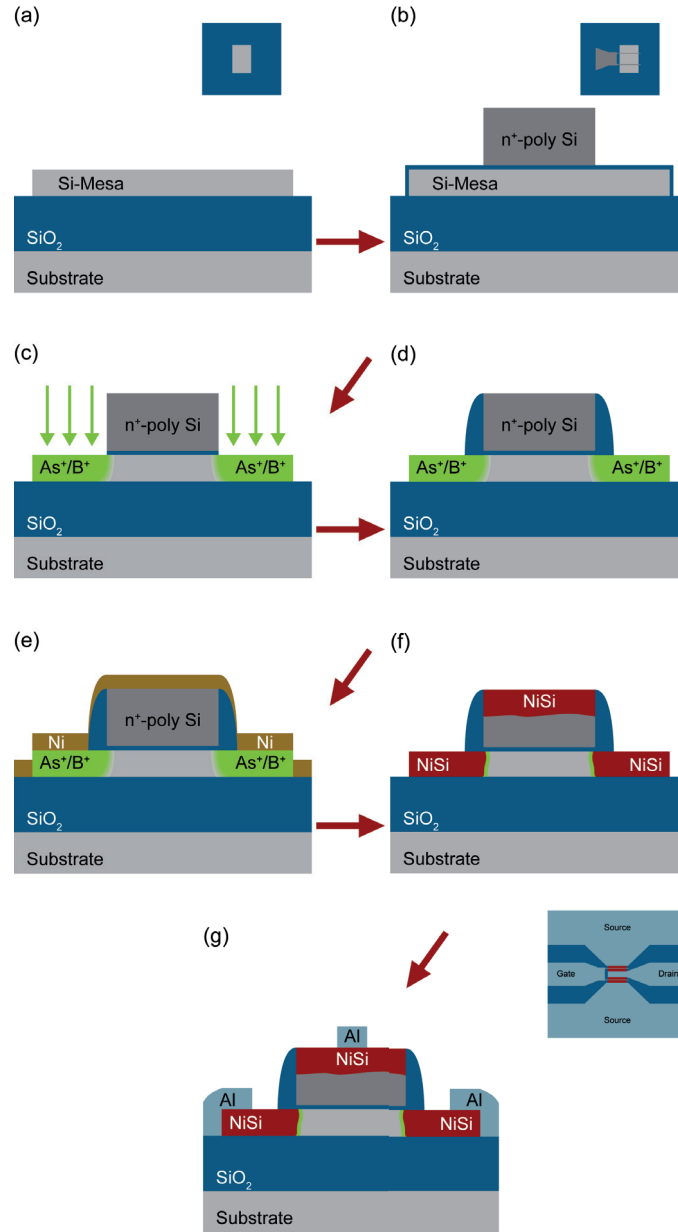 (a)
Si-Mesa
SiO₂
Substrate
(b)
n⁺-poly Si
Si-Mesa
SiO₂
Substrate
(c)
n⁺-poly Si
As⁺/B⁺ As⁺/B⁺
SiO₂
Substrate
(d)
n⁺-poly Si
As⁺/B⁺ As⁺/B⁺
SiO₂
Substrate
(e)
n⁺-poly Si
Ni Ni
As⁺/B⁺ As⁺/B⁺
SiO₂
Substrate
(f)
NiSi
NiSi NiSi
SiO₂
Substrate
(g)
Source
Gate Drain
Source
Al
NiSi
Al Al
NiSi NiSi
SiO₂
Substrate